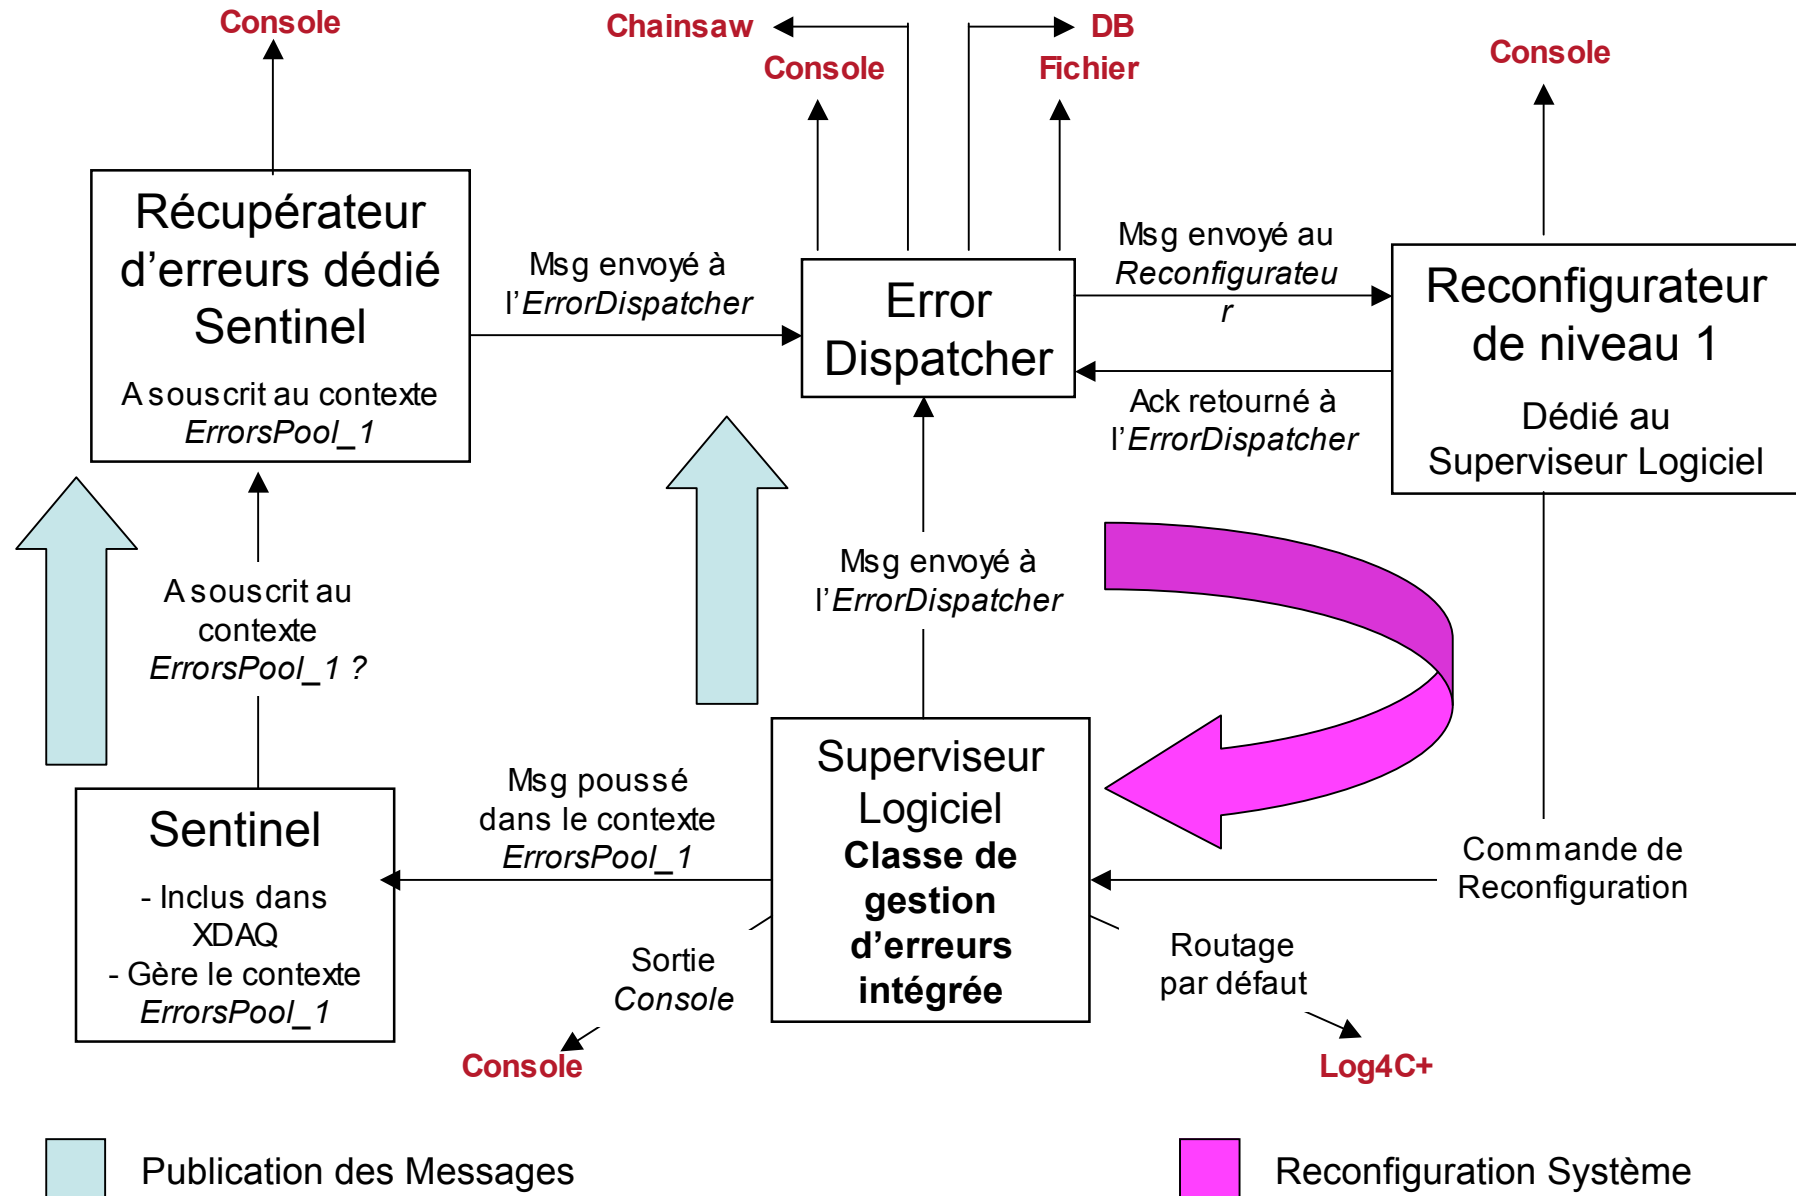 Console
Chainsaw
DB
Console
Fichier
Console
Récupérateur
d'erreurs dédié
Sentinel
A souscrit au contexte
ErrorsPool_1
Msg envoyé à
l'ErrorDispatcher
Error
Dispatcher
Msg envoyé au
Reconfigurateu
r
Ack retourné à
l'ErrorDispatcher
Reconfigurateur
de niveau 1
Dédié au
Superviseur Logiciel
A souscrit au
contexte
ErrorsPool_1 ?
Msg envoyé à
l'ErrorDispatcher
Sentinel
- Inclus dans
XDAQ
- Gère le contexte
ErrorsPool_1
Msg poussé
dans le contexte
ErrorsPool_1
Superviseur
Logiciel
Classe de
gestion
d'erreurs
intégrée
Commande de
Reconfiguration
Sortie
Console
Routage
par défaut
Console
Log4C+
Publication des Messages
Reconfiguration Système